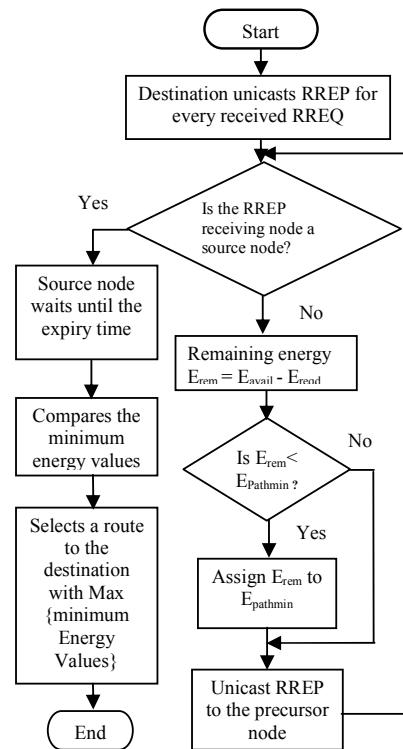 Start
Destination unicasts RREP for
every received RREQ
Yes
Is the RREP
receiving node a
source node?
Source node
waits until the
expiry time
No
Remaining energy
E_rem = E_avail - E_reqd
Compares the
minimum
energy values
No
Is E_rem<
E_Pathmin ?
Yes
Selects a route
to the
destination
with Max
{minimum
Energy
Values}
Assign E_rem to
E_pathmin
Unicast RREP
to the precursor
node
End